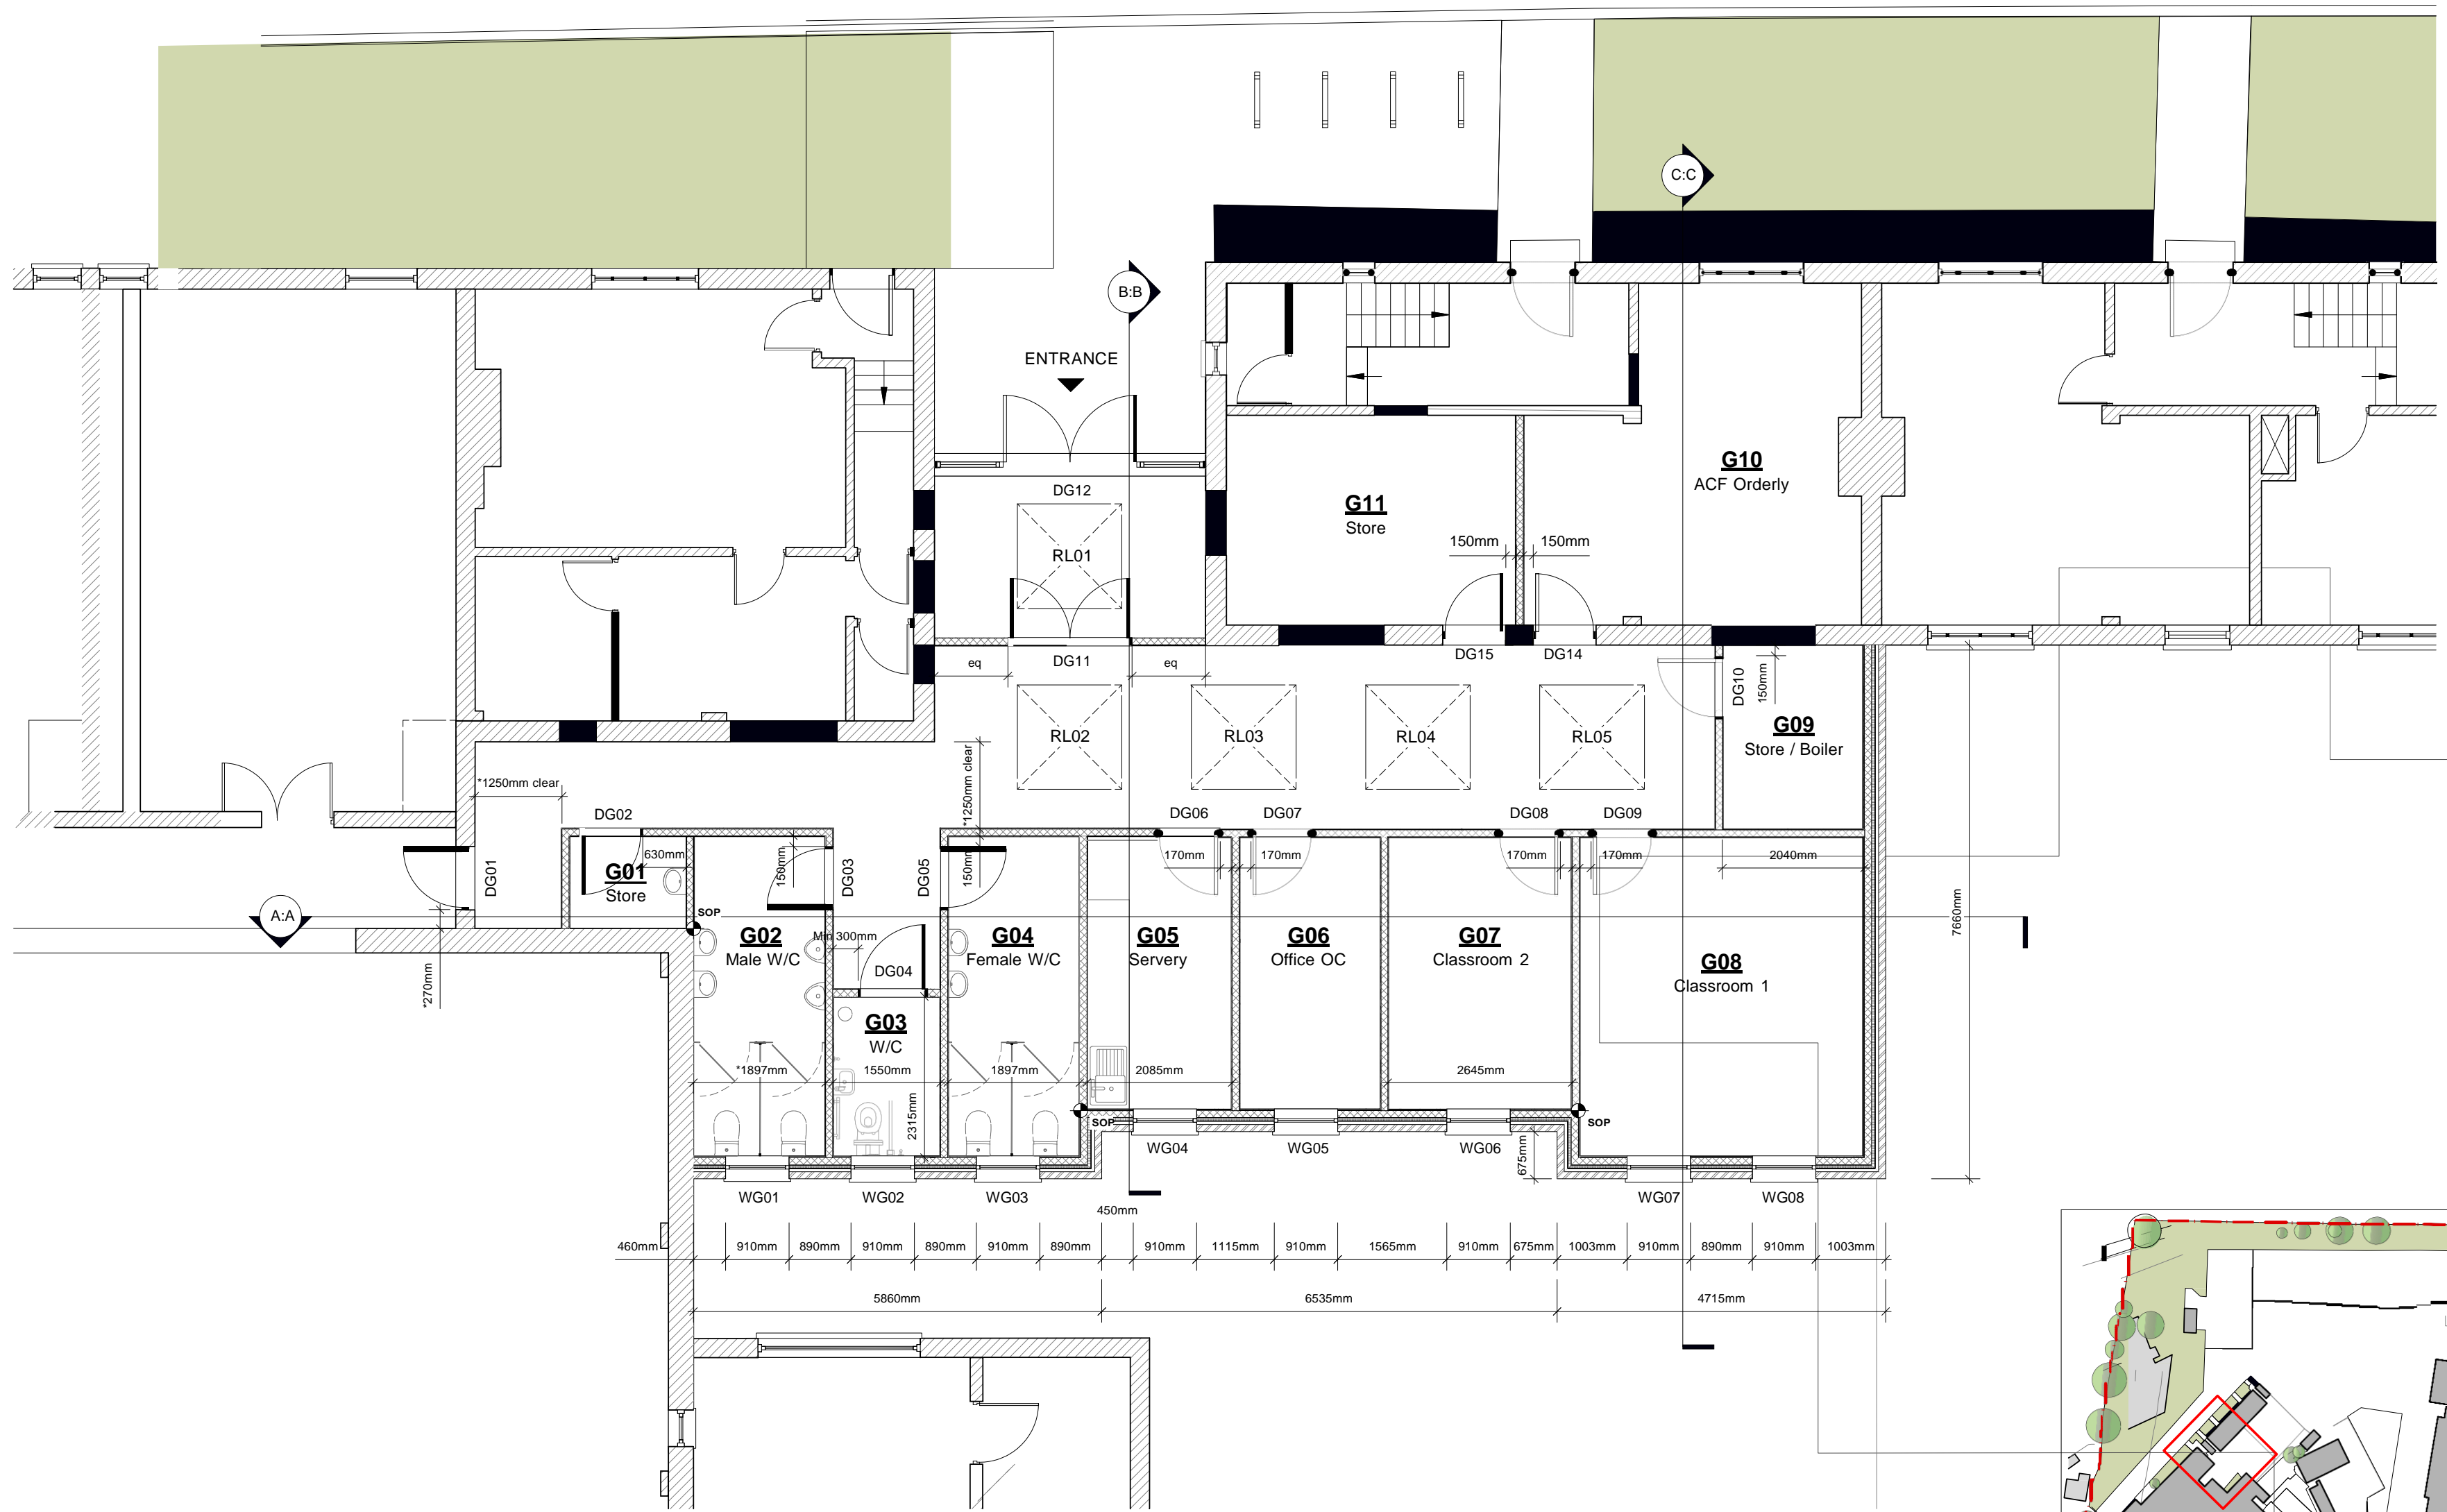 C:C
B:B
ENTRANCE
DG12
RL01
G10
ACF Orderly
G11
Store
150mm
150mm
eq
DG11
eq
DG15
DG14
DG10
150mm
G09
Store / Boiler
RL02
RL03
RL04
RL05
*1250mm clear
*1250mm clear
DG02
DG06
DG07
DG08
DG09
DG01
630mm
G01
Store
150mm
DG03
DG05
150mm
170mm
170mm
170mm
170mm
2040mm
7660mm
A:A
SOP
*270mm
G02
Male W/C
Min 300mm
DG04
G04
Female W/C
G05
Servery
G06
Office OC
G07
Classroom 2
G08
Classroom 1
G03
W/C
*1897mm
1550mm
1897mm
2085mm
2645mm
2315mm
SOP
SOP
WG04
WG05
WG06
675mm
WG01
WG02
WG03
WG07
WG08
450mm
460mm
910mm
890mm
910mm
890mm
910mm
890mm
910mm
1115mm
910mm
1565mm
910mm
675mm
1003mm
910mm
890mm
910mm
1003mm
5860mm
6535mm
4715mm